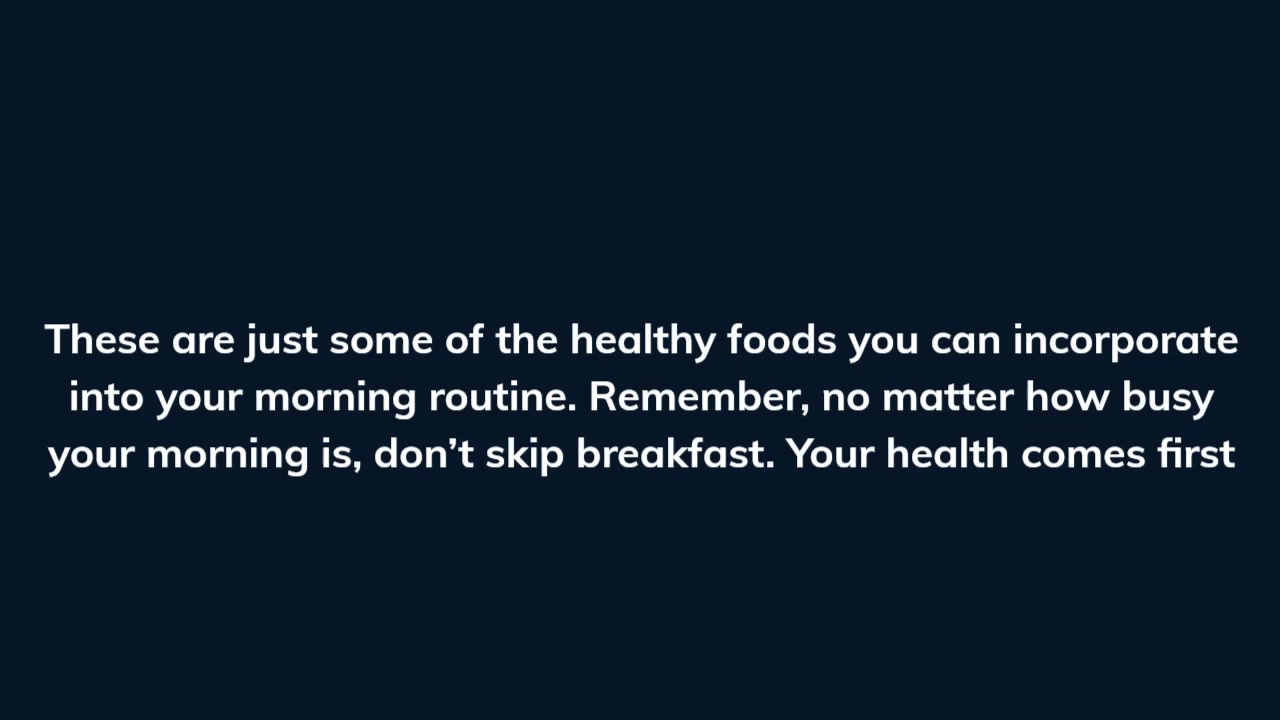 These are just some of the healthy foods you can incorporate
into your morning routine. Remember, no matter how busy
your morning is, don’t skip breakfast. Your health comes first